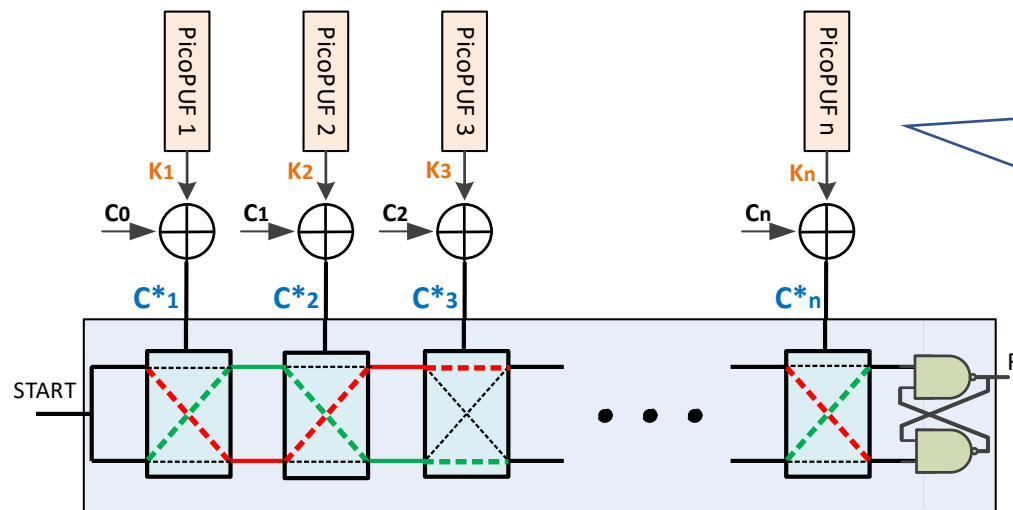 PicoPUF 1
PicoPUF 2
PicoPUF 3
PicoPUF n
K1
K2
K3
Kn
C0
C1
C2
Cn
C*1
C*2
C*3
C*n
START